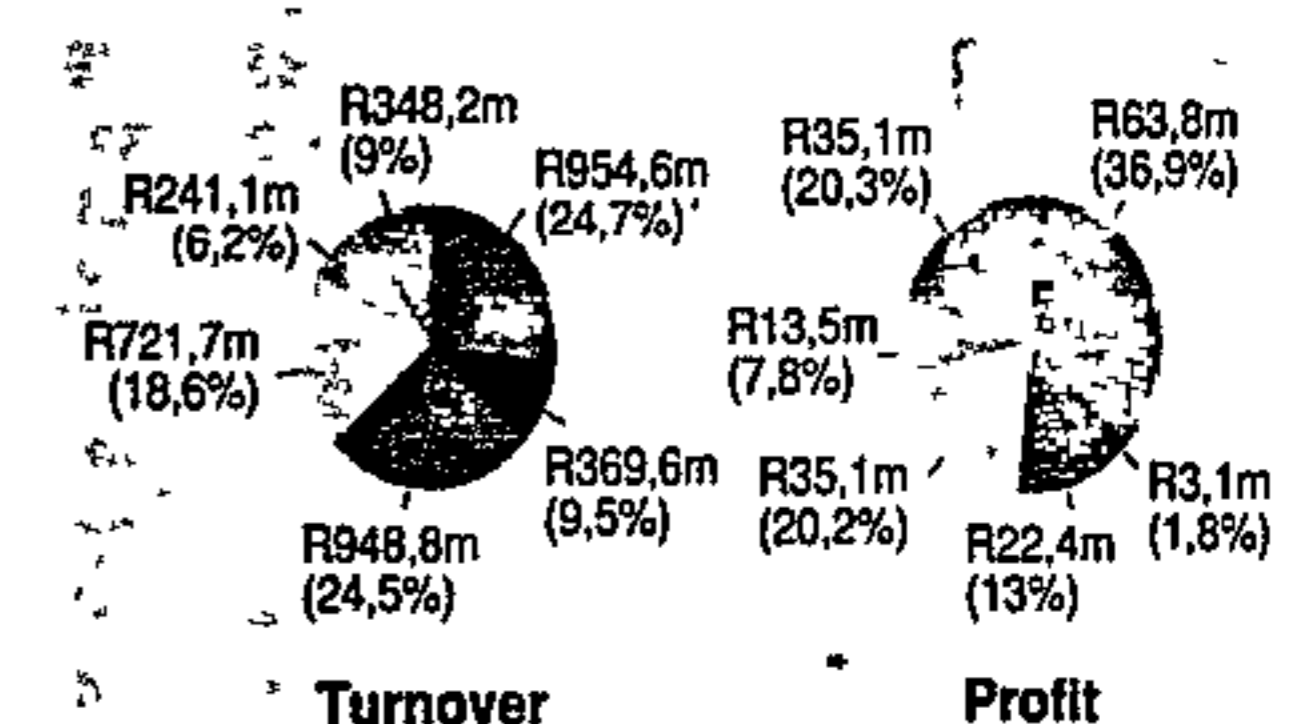 R348,2m
(9%)
R954,6m
(24,7%)
R241,1m
(6,2%)
R721,7m
(18,6%)
R369,6m
(9,5%)
R948,8m
(24,5%)
Turnover
R35,1m
(20,3%)
R63,8m
(36,9%)
R13,5m
(7,8%)
R35,1m
(20,2%)
R3,1m
(1,8%)
R22,4m
(13%)
Profit